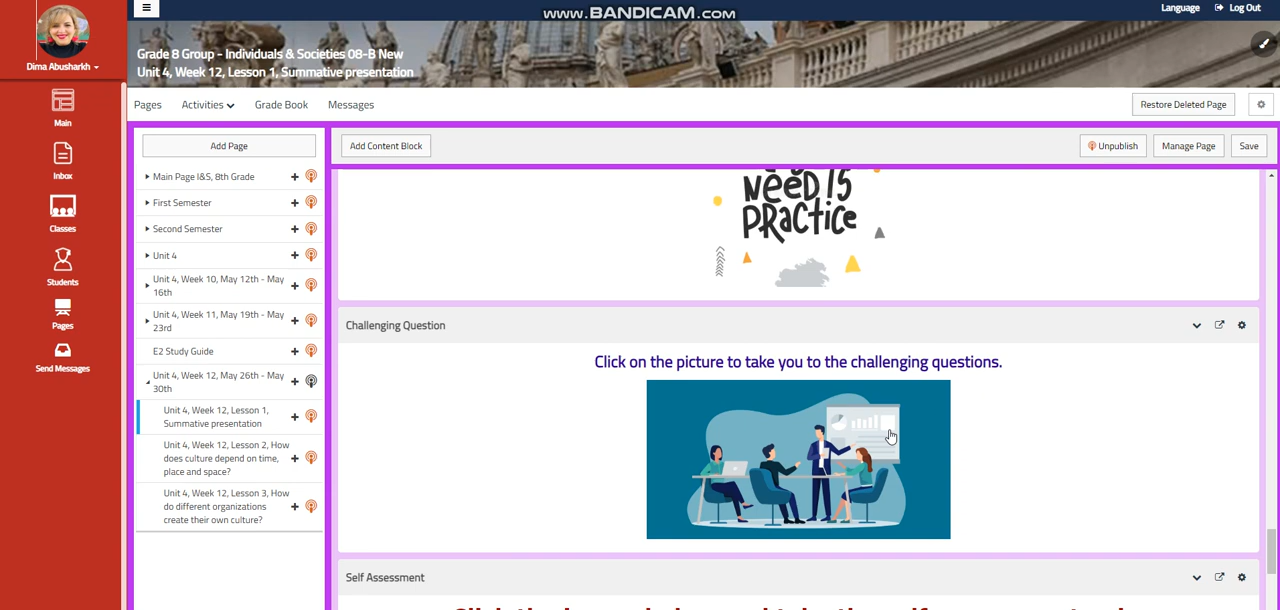 www.BANDICAM.com
Language
Log Out
Dima Abusharkh
Grade 8 Group - Individuals & Societies 08-B New
Unit 4, Week 12, Lesson 1, Summative presentation
Pages
Activities
Grade Book
Messages
Restore Deleted Page
Main
Inbox
Classes
Students
Pages
Send Messages
Add Page
Main Page I&S, 8th Grade
First Semester
Second Semester
Unit 4
Unit 4, Week 10, May 12th - May
16th
Unit 4, Week 11, May 19th - May
23rd
E2 Study Guide
Unit 4, Week 12, May 26th - May
30th
Unit 4, Week 12, Lesson 1,
Summative presentation
Unit 4, Week 12, Lesson 2, How
does culture depend on time,
place and space?
Unit 4, Week 12, Lesson 3, How
do different organizations
create their own culture?
Add Content Block
Unpublish
Manage Page
Save
NEED IS
PRACTICE
Challenging Question
Click on the picture to take you to the challenging questions.
Self Assessment